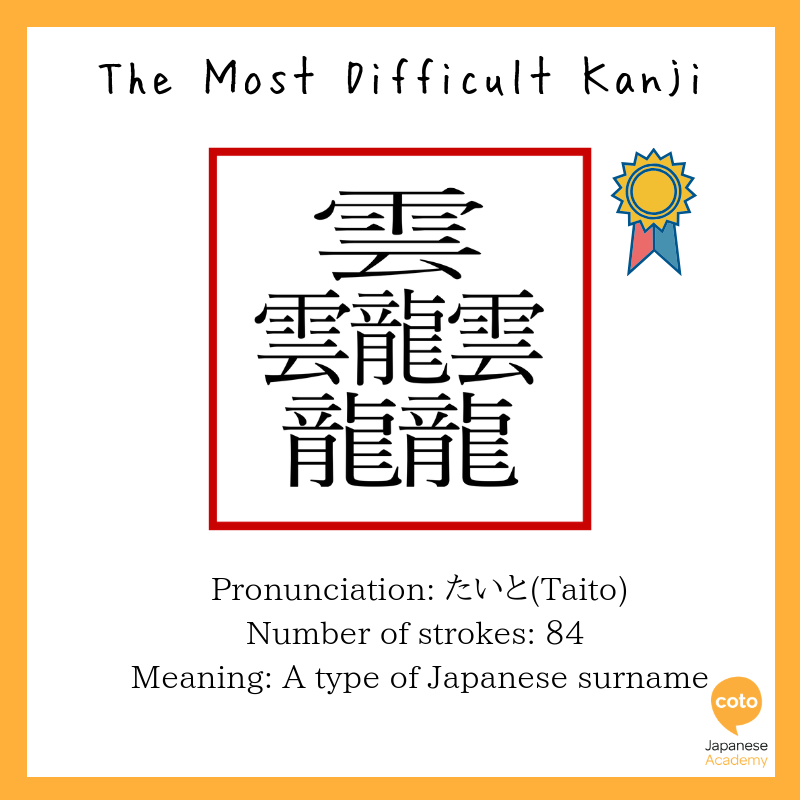 The Most Difficult Kanji
雲
雲龍雲
龍龍
Pronunciation: たいと(Taito)
Number of strokes: 84
Meaning: A type of Japanese surname
coto
Japanese
Academy